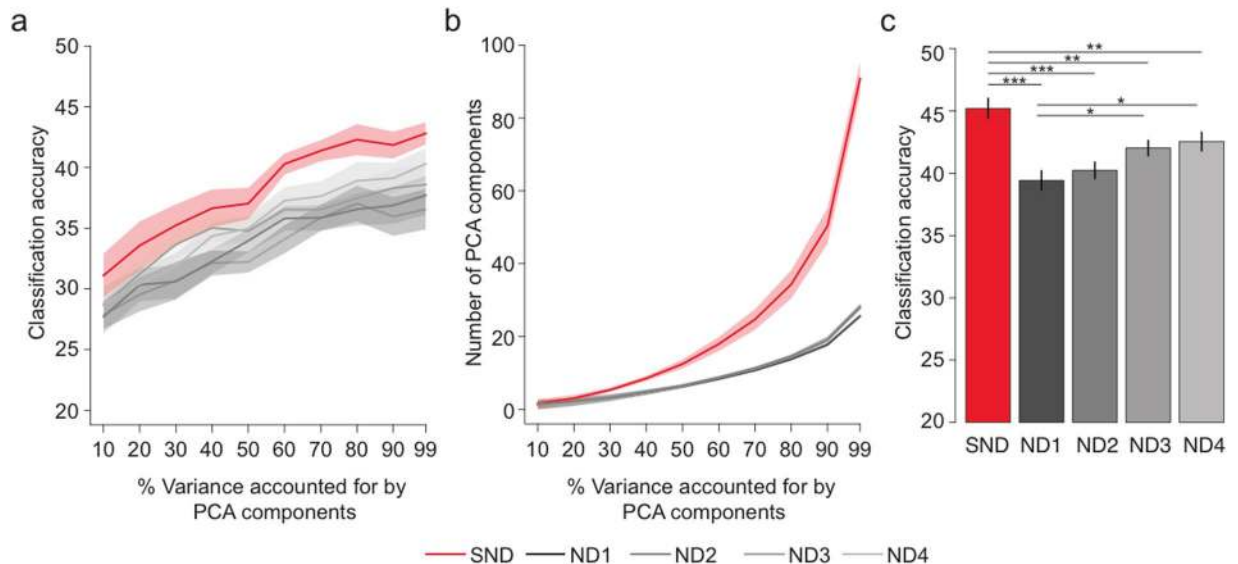 a
50
45
40
35
30
25
20
Classification accuracy
10 20 30 40 50 60 70 80 90 99
% Variance accounted for by
PCA components
b
100
80
60
40
20
0
Number of PCA components
10 20 30 40 50 60 70 80 90 99
% Variance accounted for by
PCA components
c
50
45
40
35
30
25
20
Classification accuracy
**
**
***
***
*
*
SND ND1 ND2 ND3 ND4
SND ND1 ND2 ND3 ND4